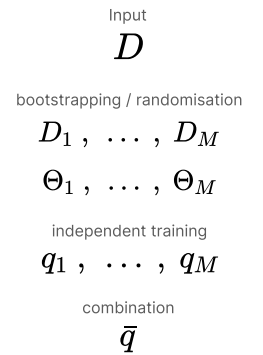 Input
D
bootstrapping / randomisation
D₁ , … , D_M
Θ₁ , … , Θ_M
independent training
q₁ , … , q_M
combination
q̄